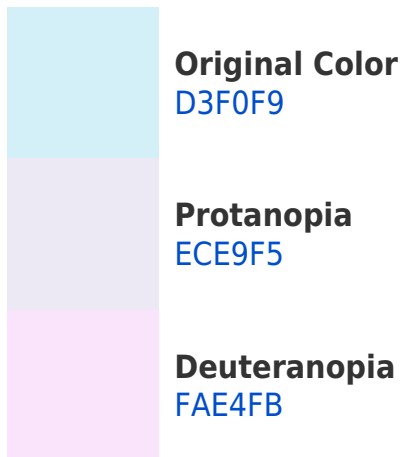 Original Color
D3F0F9
Protanopia
ECE9F5
Deuteranopia
FAE4FB